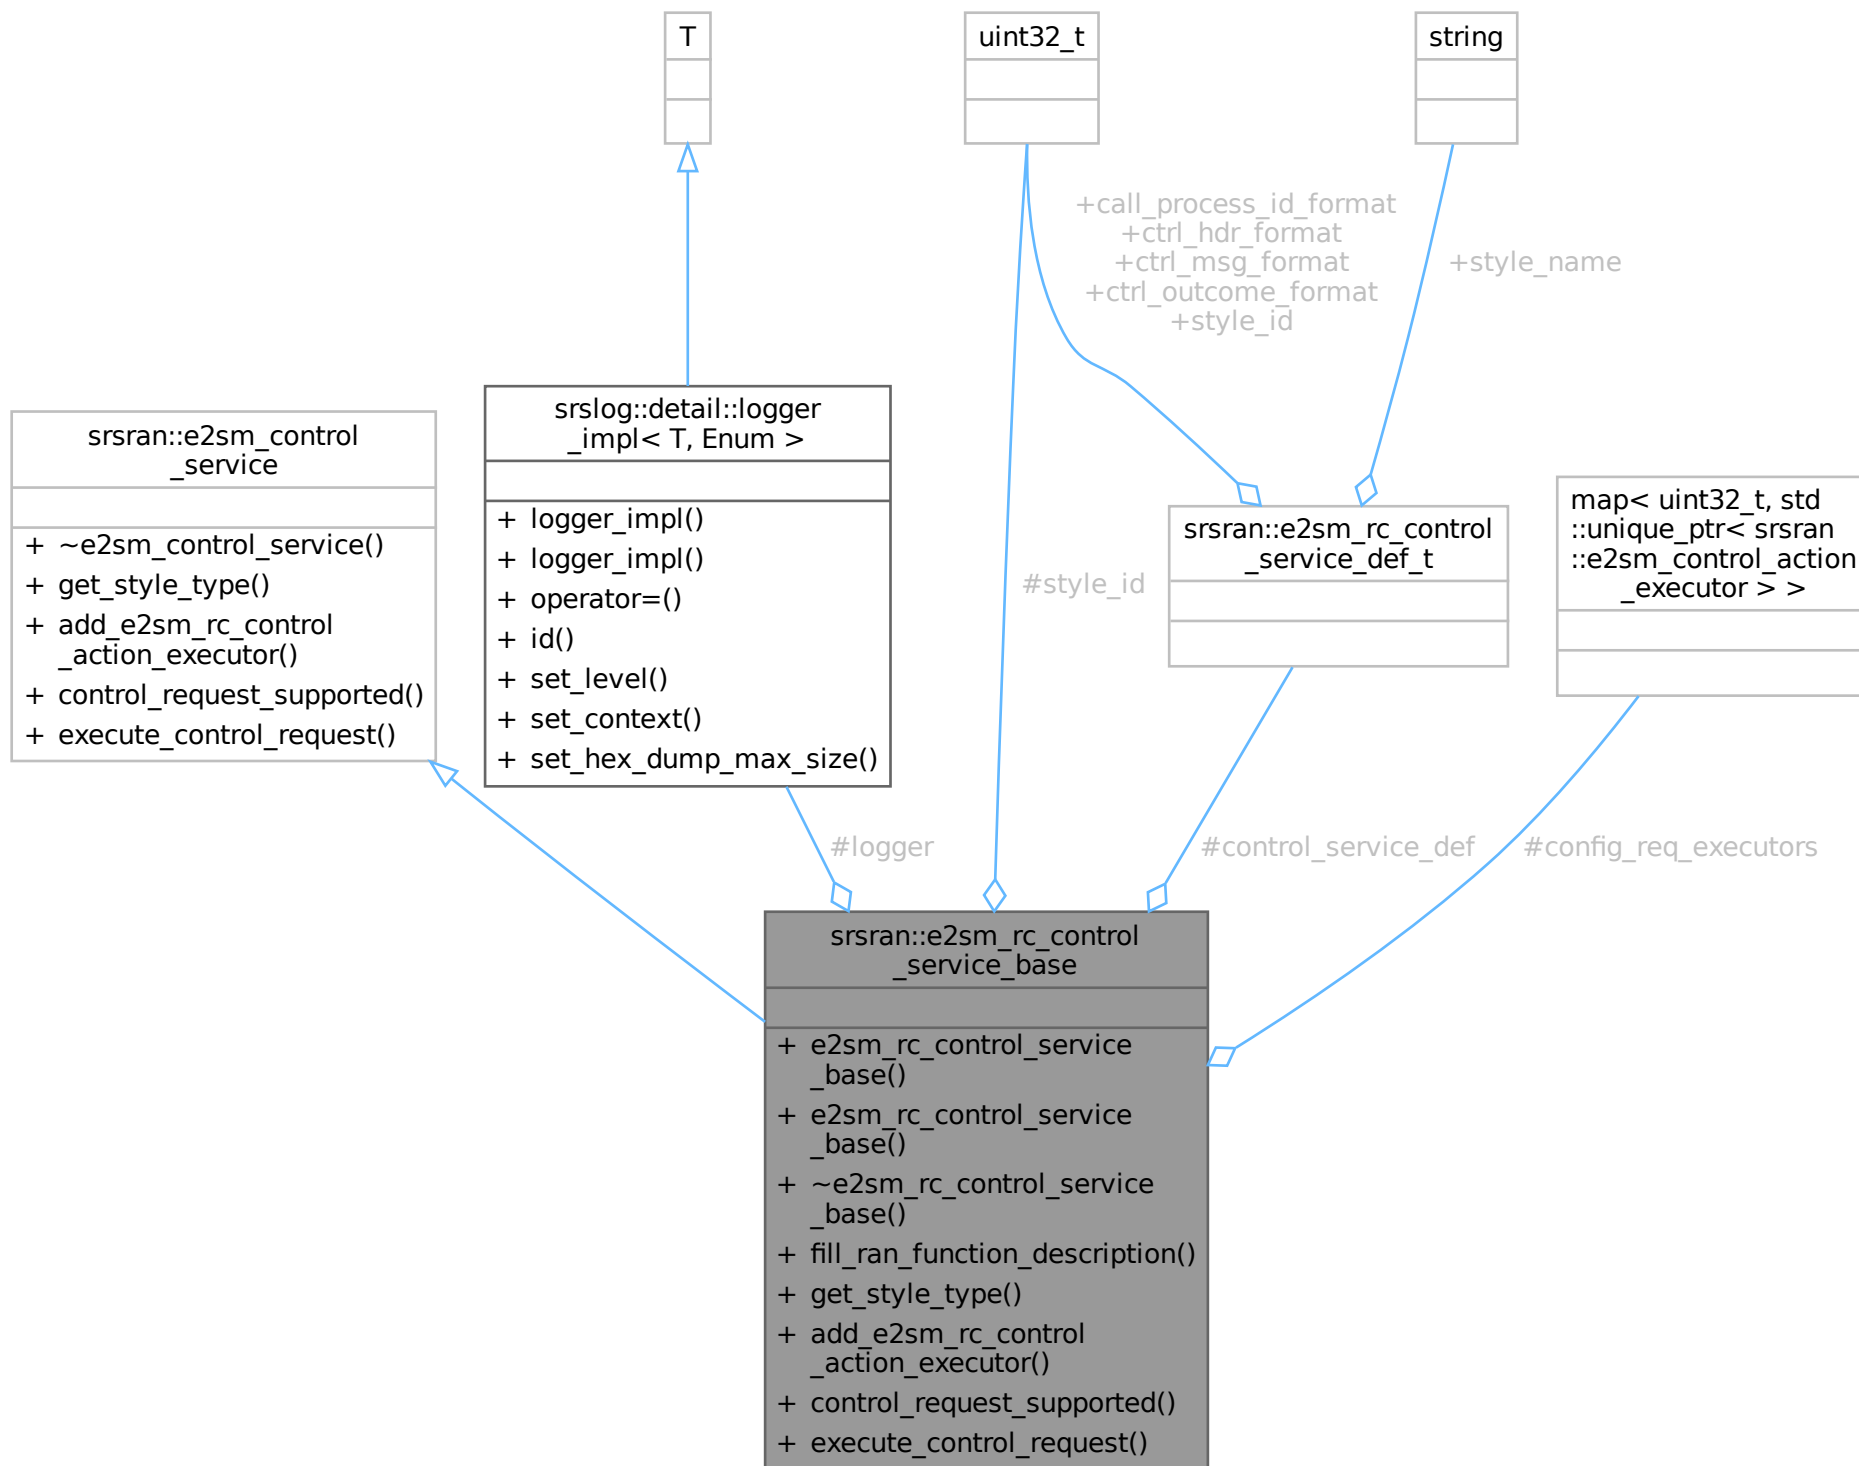 T
uint32_t
string
+call_process_id_format
+ctrl_hdr_format
+ctrl_msg_format
+ctrl_outcome_format
+style_id
+style_name
srsran::e2sm_control
_service
+ ~e2sm_control_service()
+ get_style_type()
+ add_e2sm_rc_control
_action_executor()
+ control_request_supported()
+ execute_control_request()
srslog::detail::logger
_impl< T, Enum >
+ logger_impl()
+ logger_impl()
+ operator=()
+ id()
+ set_level()
+ set_context()
+ set_hex_dump_max_size()
#style_id
srsran::e2sm_rc_control
_service_def_t
map< uint32_t, std
::unique_ptr< srsran
::e2sm_control_action
_executor > >
#logger
#control_service_def
#config_req_executors
srsran::e2sm_rc_control
_service_base
+ e2sm_rc_control_service
_base()
+ e2sm_rc_control_service
_base()
+ ~e2sm_rc_control_service
_base()
+ fill_ran_function_description()
+ get_style_type()
+ add_e2sm_rc_control
_action_executor()
+ control_request_supported()
+ execute_control_request()